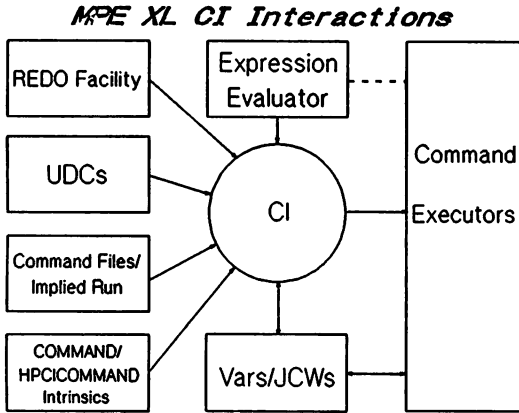 MPE XL CI Interactions
REDO Facility
Expression
Evaluator
UDCs
CI
Command
Executors
Command Files/
Implied Run
COMMAND/
HPCICOMMAND
Intrinsics
Vars/JCWs